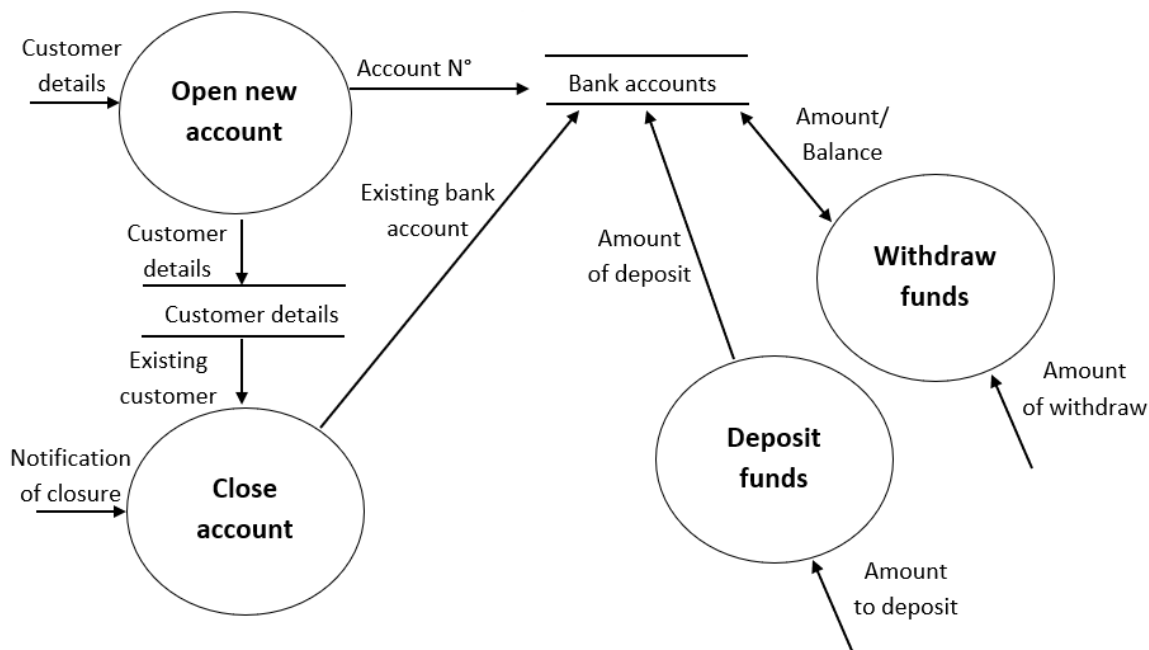 Customer
details
Open new
account
Account N°
Bank accounts
Amount/
Balance
Existing bank
account
Customer
details
Amount
of deposit
Withdraw
funds
Customer details
Existing
customer
Amount
of withdraw
Deposit
funds
Notification
of closure
Close
account
Amount
to deposit